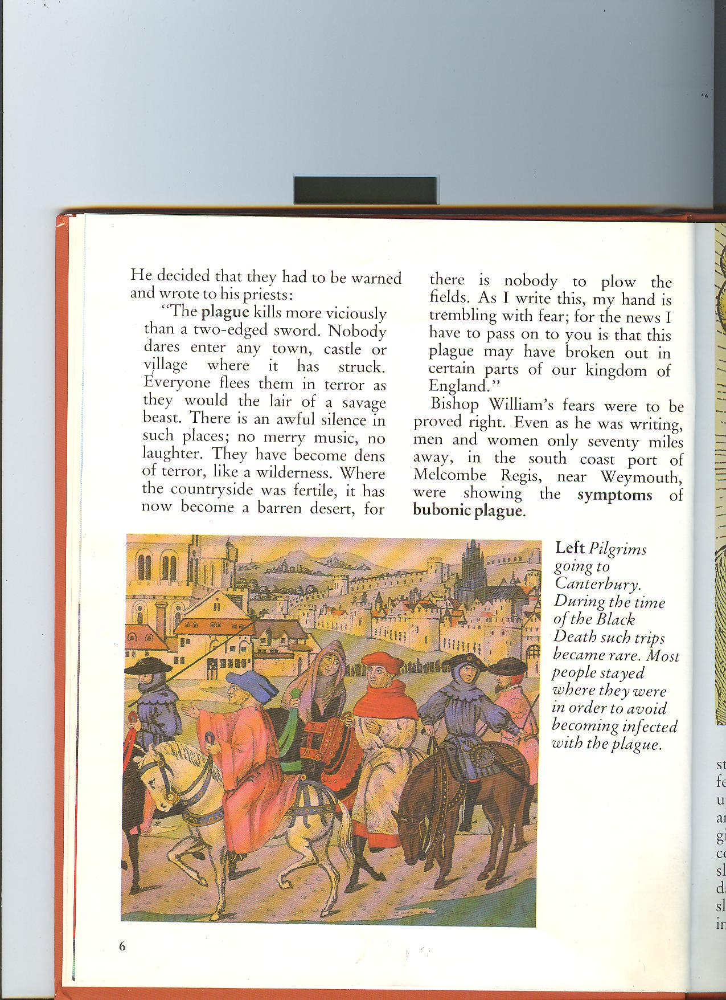 He decided that they had to be warned
and wrote to his priests:
“The plague kills more viciously
than a two-edged sword. Nobody
dares enter any town, castle or
village where it has struck.
Everyone flees them in terror as
they would the lair of a savage
beast. There is an awful silence in
such places; no merry music, no
laughter. They have become dens
of terror, like a wilderness. Where
the countryside was fertile, it has
now become a barren desert, for
there is nobody to plow the
fields. As I write this, my hand is
trembling with fear; for the news I
have to pass on to you is that this
plague may have broken out in
certain parts of our kingdom of
England.”
Bishop William’s fears were to be
proved right. Even as he was writing,
men and women only seventy miles
away, in the south coast port of
Melcombe Regis, near Weymouth,
were showing the symptoms of
bubonic plague.
Left Pilgrims
going to
Canterbury.
During the time
of the Black
Death such trips
became rare. Most
people stayed
where they were
in order to avoid
becoming infected
with the plague.
6